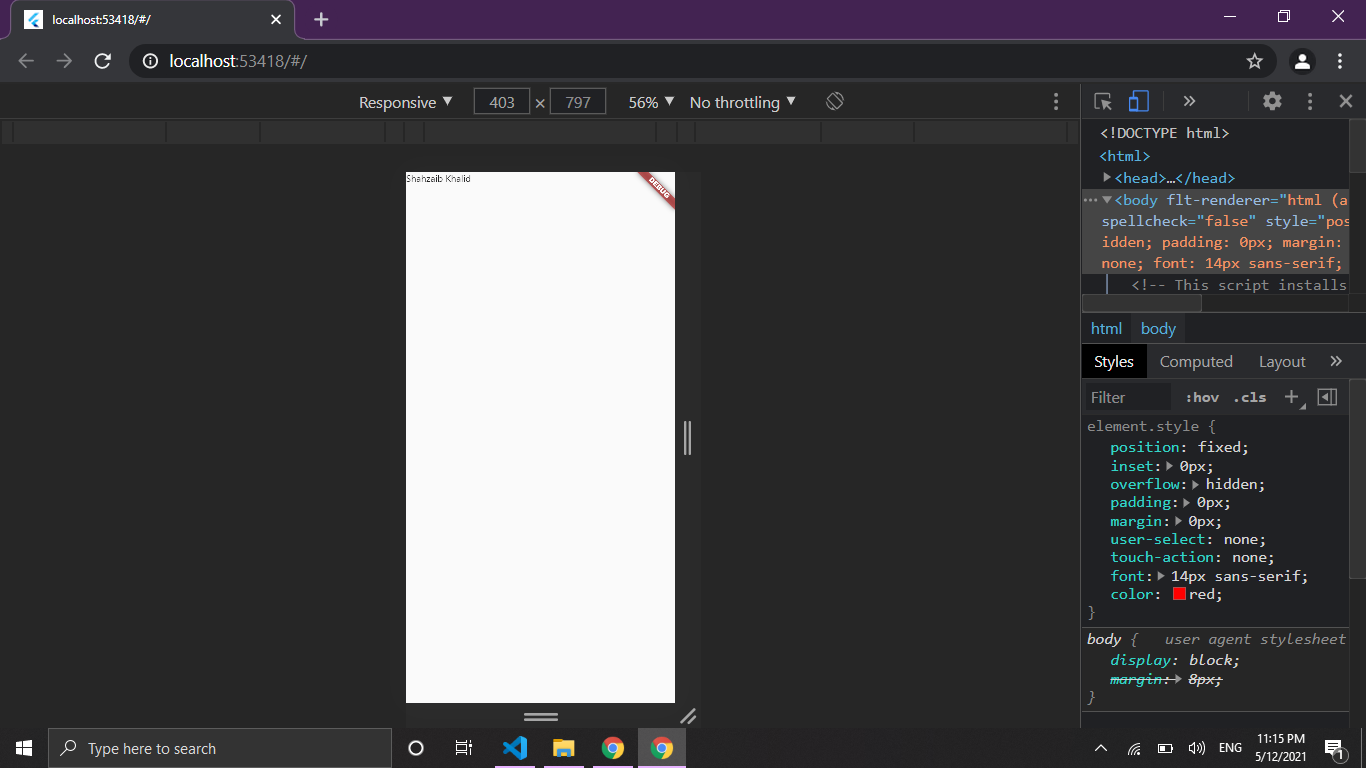 localhost:53418/#/
localhost:53418/#/
Responsive 403 × 797 56% No throttling
Shahzaib Khalid
DEBUG
<!DOCTYPE html>
<html>
<head>…</head>
<body flt-renderer="html (a
spellcheck="false" style="pos
idden; padding: 0px; margin:
none; font: 14px sans-serif;
<!-- This script installs
html body
Styles Computed Layout
Filter :hov .cls
element.style {
position: fixed;
inset: 0px;
overflow: hidden;
padding: 0px;
margin: 0px;
user-select: none;
touch-action: none;
font: 14px sans-serif;
color: red;
}
body { user agent stylesheet
display: block;
margin: 8px;
}
Type here to search
ENG
11:15 PM
5/12/2021
1